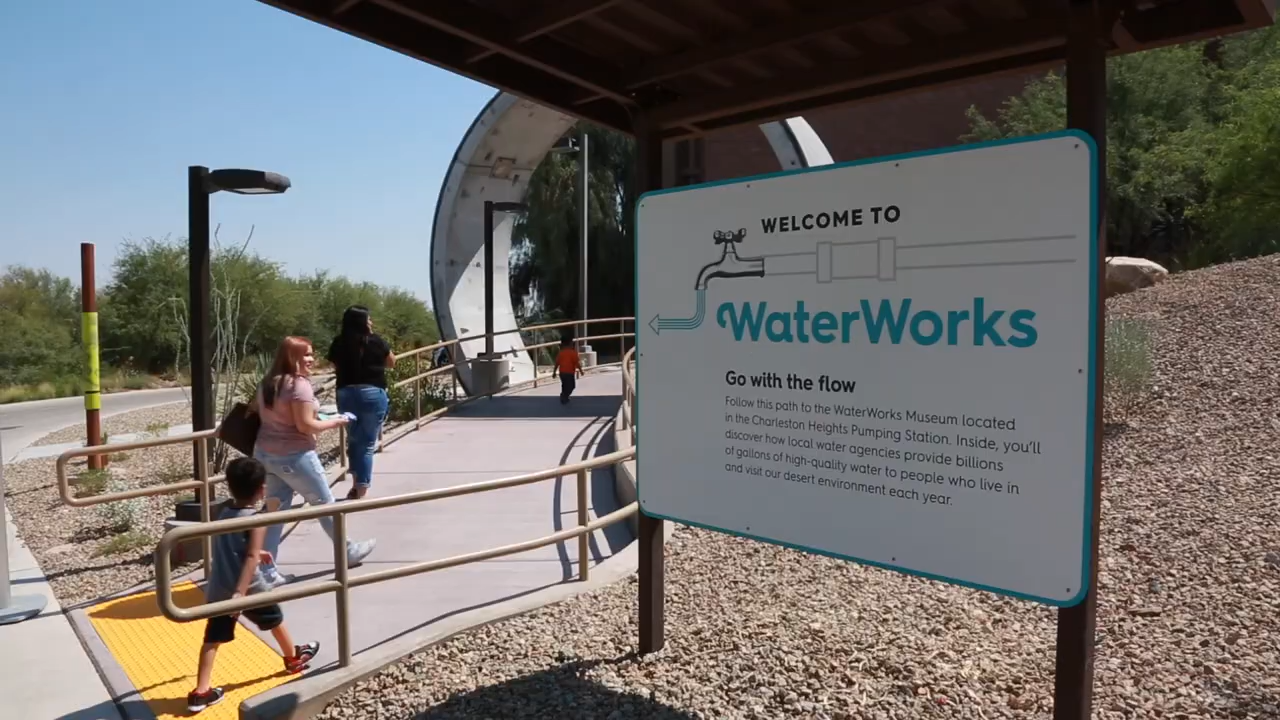 WELCOME TO
WaterWorks
Go with the flow
Follow this path to the WaterWorks Museum located
in the Charleston Heights Pumping Station. Inside, you'll
discover how local water agencies provide billions
of gallons of high-quality water to people who live in
and visit our desert environment each year.